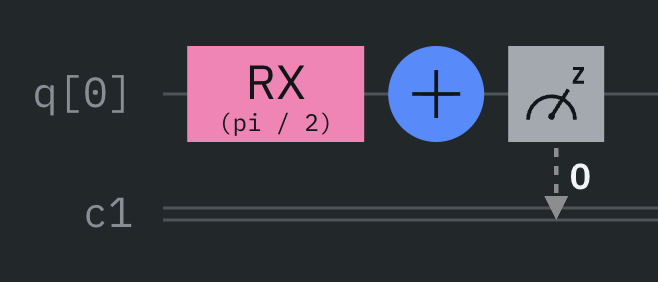 q[0]
RX
(pi / 2)
z
0
c1